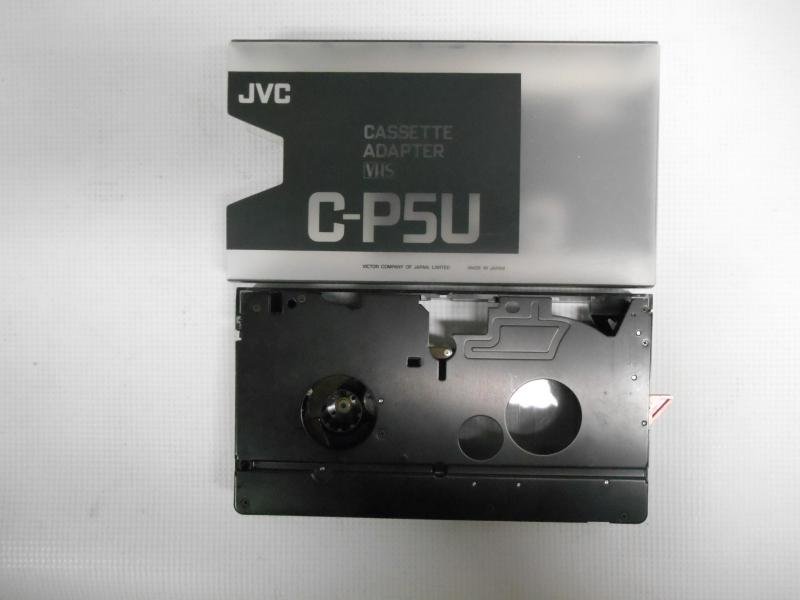 JVC
CASSETTE
ADAPTER
VHS
C-P5U
VICTOR COMPANY OF JAPAN, LIMITED MADE IN JAPAN